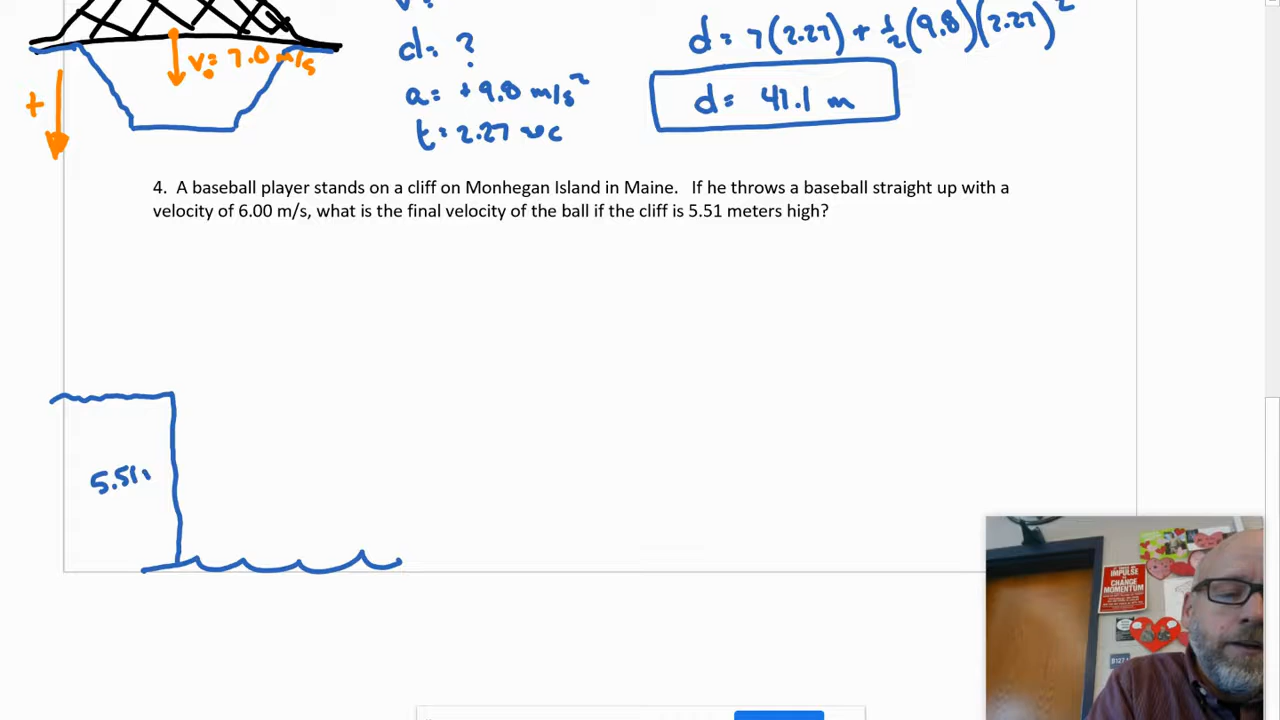 d = 7(2.27) + ½(9.8)(2.27)²
v₀= 7.0 m/s
d= ?
+
a= +9.8 m/s²
d= 41.1 m
t= 2.27 sec
4. A baseball player stands on a cliff on Monhegan Island in Maine. If he throws a baseball straight up with a
velocity of 6.00 m/s, what is the final velocity of the ball if the cliff is 5.51 meters high?
5.51
IMPULSE
CHANGE
MOMENTUM
B127